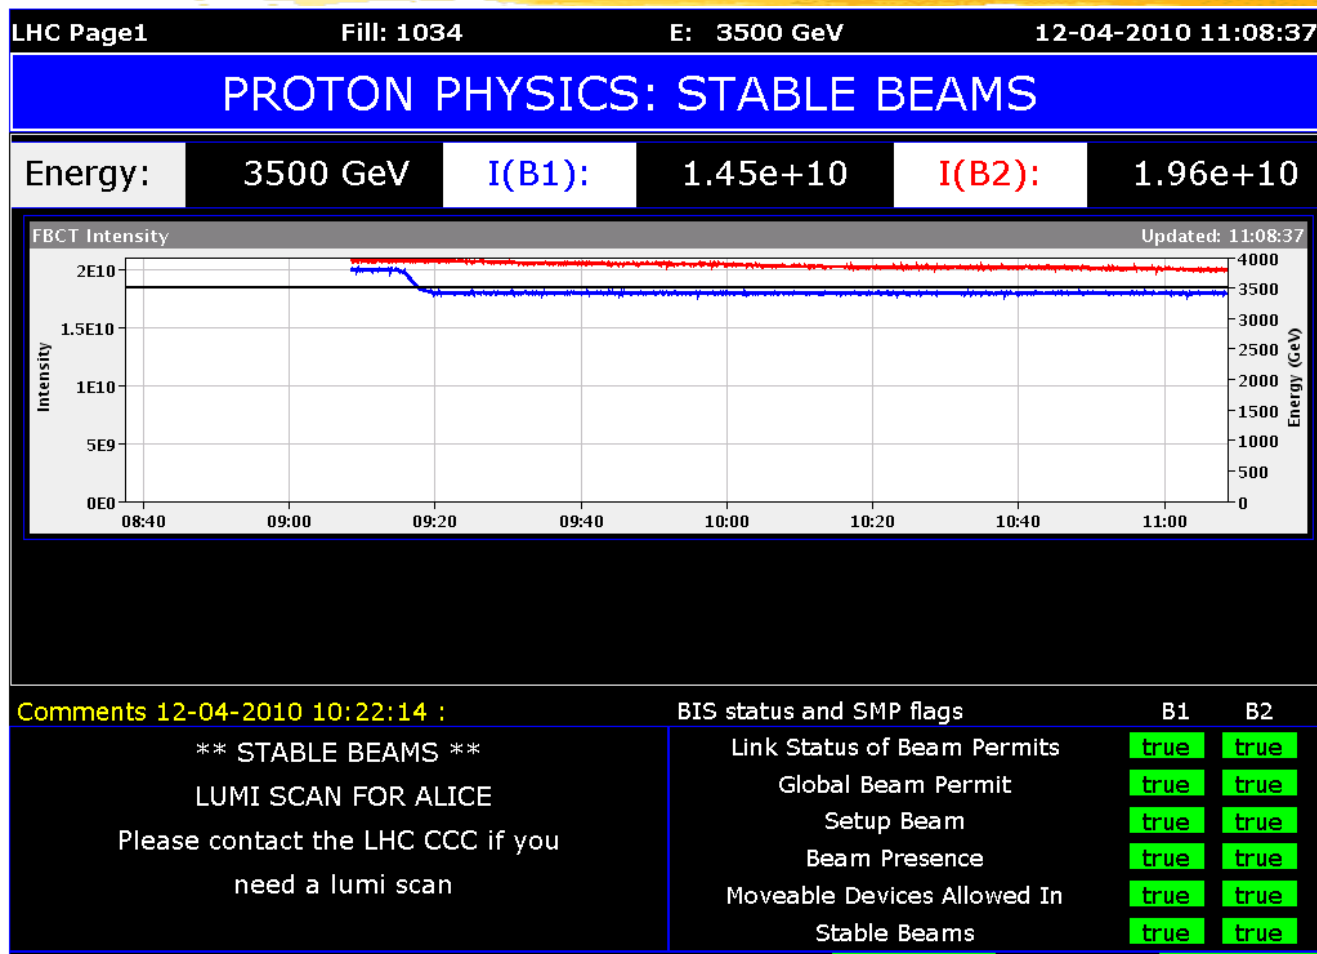 LHC Page1 Fill: 1034 E: 3500 GeV 12-04-2010 11:08:37
PROTON PHYSICS: STABLE BEAMS
Energy: 3500 GeV I(B1): 1.45e+10 I(B2): 1.96e+10
FBCT Intensity Updated: 11:08:37
2E10
1.5E10
1E10
5E9
0E0
Intensity
4000
3500
3000
2500
2000
1500
1000
500
0
Energy (GeV)
08:40 09:00 09:20 09:40 10:00 10:20 10:40 11:00
Comments 12-04-2010 10:22:14 :
** STABLE BEAMS **
LUMI SCAN FOR ALICE
Please contact the LHC CCC if you
need a lumi scan
BIS status and SMP flags B1 B2
Link Status of Beam Permits true true
Global Beam Permit true true
Setup Beam true true
Beam Presence true true
Moveable Devices Allowed In true true
Stable Beams true true